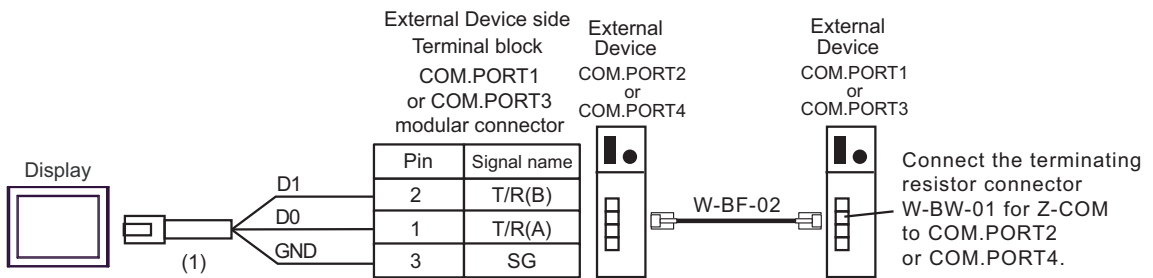 External Device side
Terminal block
COM.PORT1
or COM.PORT3
modular connector
External
Device
COM.PORT2
or
COM.PORT4
External
Device
COM.PORT1
or
COM.PORT3
Display
(1)
D1
D0
GND
Pin Signal name
2 T/R(B)
1 T/R(A)
3 SG
W-BF-02
Connect the terminating
resistor connector
W-BW-01 for Z-COM
to COM.PORT2
or COM.PORT4.